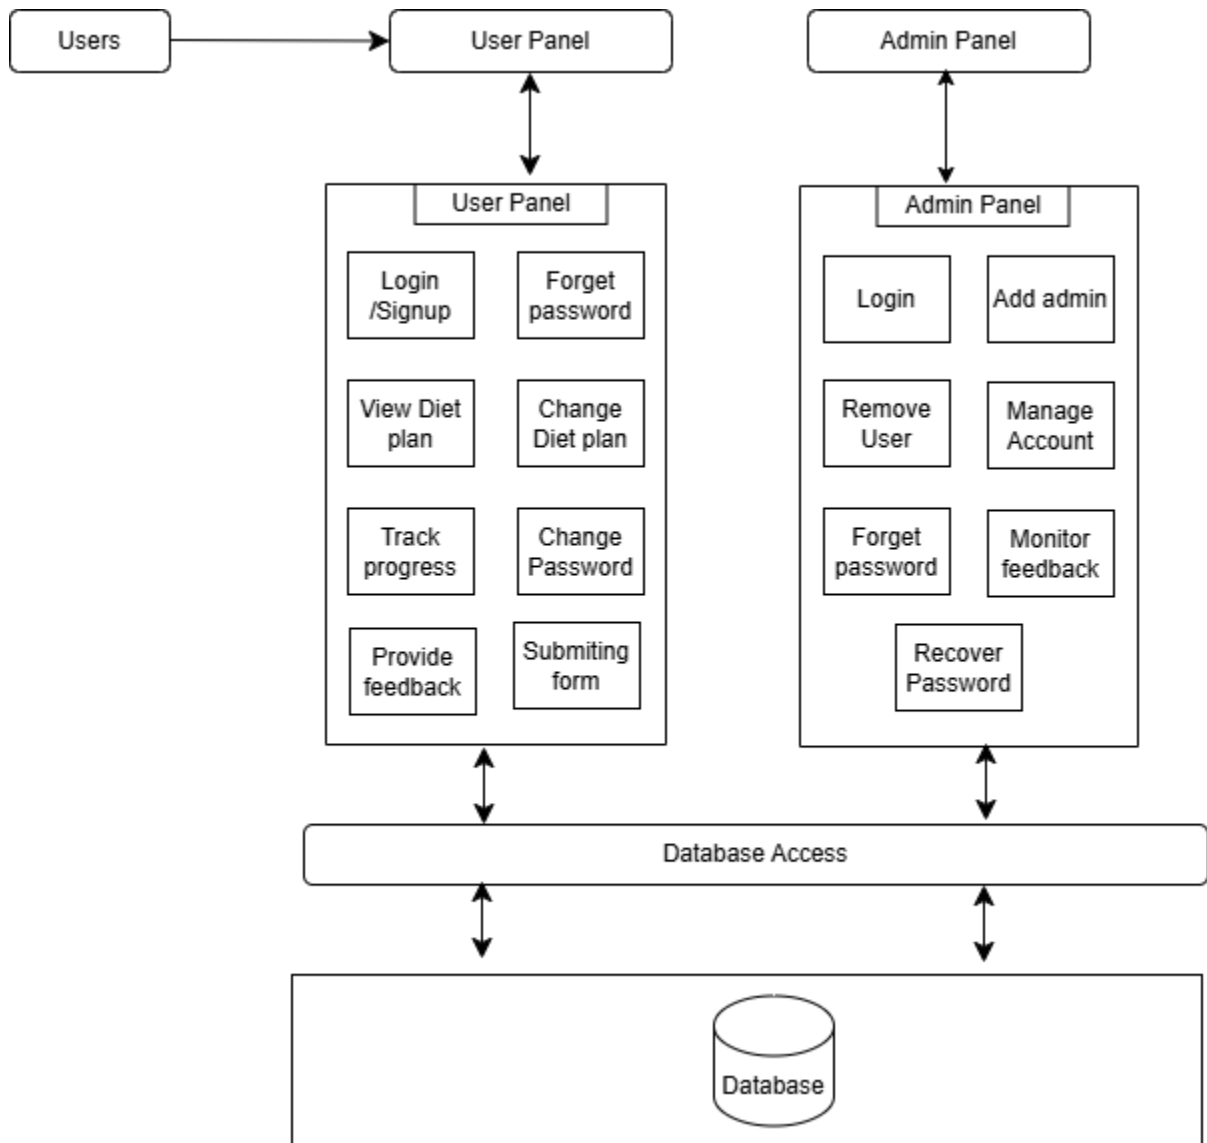 Users
User Panel
Admin Panel
User Panel
Login
/Signup
Forget
password
View Diet
plan
Change
Diet plan
Track
progress
Change
Password
Provide
feedback
Submiting
form
Admin Panel
Login
Add admin
Remove
User
Manage
Account
Forget
password
Monitor
feedback
Recover
Password
Database Access
Database